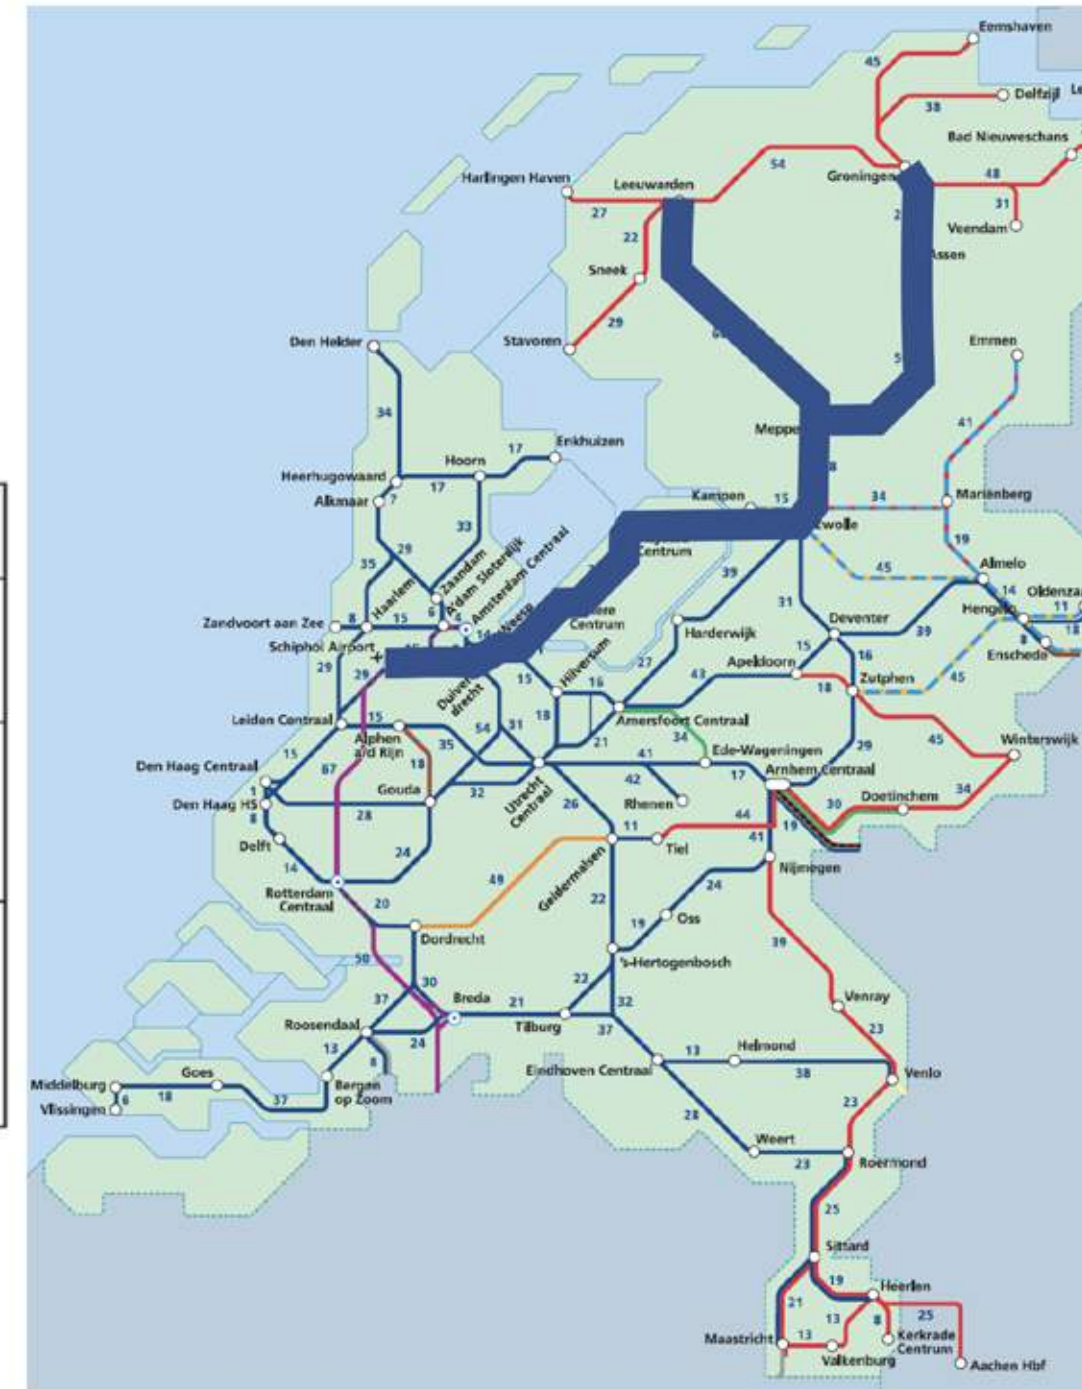 Eemshaven
45
Delfzijl
38
Bad Nieuweschans
54
Groningen
48
Harlingen Haven
Leeuwarden
27
31
22
Veendam
Assen
Sneek
29
Stavoren
Den Helder
Emmen
34
41
Enkhuizen
17
Hoorn
Heerhugowaard
17
Alkmaar
7
Kampen
15
34
Mariënberg
Zwolle
Centrum
33
19
29
35
Zaandam
A'dam Sloterdijk
Amsterdam Centraal
39
45
Almelo
14
Haarlem
6
Weesp
31
Hengelo
11
Zandvoort aan Zee
8
15
4
Centrum
Deventer
18
Schiphol Airport
Harderwijk
39
8
Enschede
29
29
15
Hilversum
27
15
16
Apeldoorn
43
16
18
Zutphen
45
Leiden Centraal
15
Duiven-
drecht
54
31
18
Amersfoort Centraal
34
Alphen
a/d Rijn
35
21
Ede-Wageningen
29
45
Winterswijk
15
67
18
41
Den Haag Centraal
1
Gouda
32
42
17
Arnhem Centraal
Den Haag HS
28
Utrecht
Centraal
26
Rhenen
Doetinchem
34
8
44
30
19
Delft
11
Tiel
41
14
24
49
Geldermalsen
Nijmegen
Rotterdam
Centraal
20
22
24
19
Oss
Dordrecht
39
's-Hertogenbosch
50
30
23
32
37
Breda
21
Tilburg
37
Venray
Roosendaal
24
23
13
8
Helmond
13
Eindhoven Centraal
38
Venlo
Goes
Middelburg
18
6
Vlissingen
37
Bergen
op Zoom
28
23
Weert
23
Roermond
25
Sittard
19
Heerlen
21
13
8
25
Maastricht
13
Valkenburg
Kerkrade
Centrum
Aachen Hbf